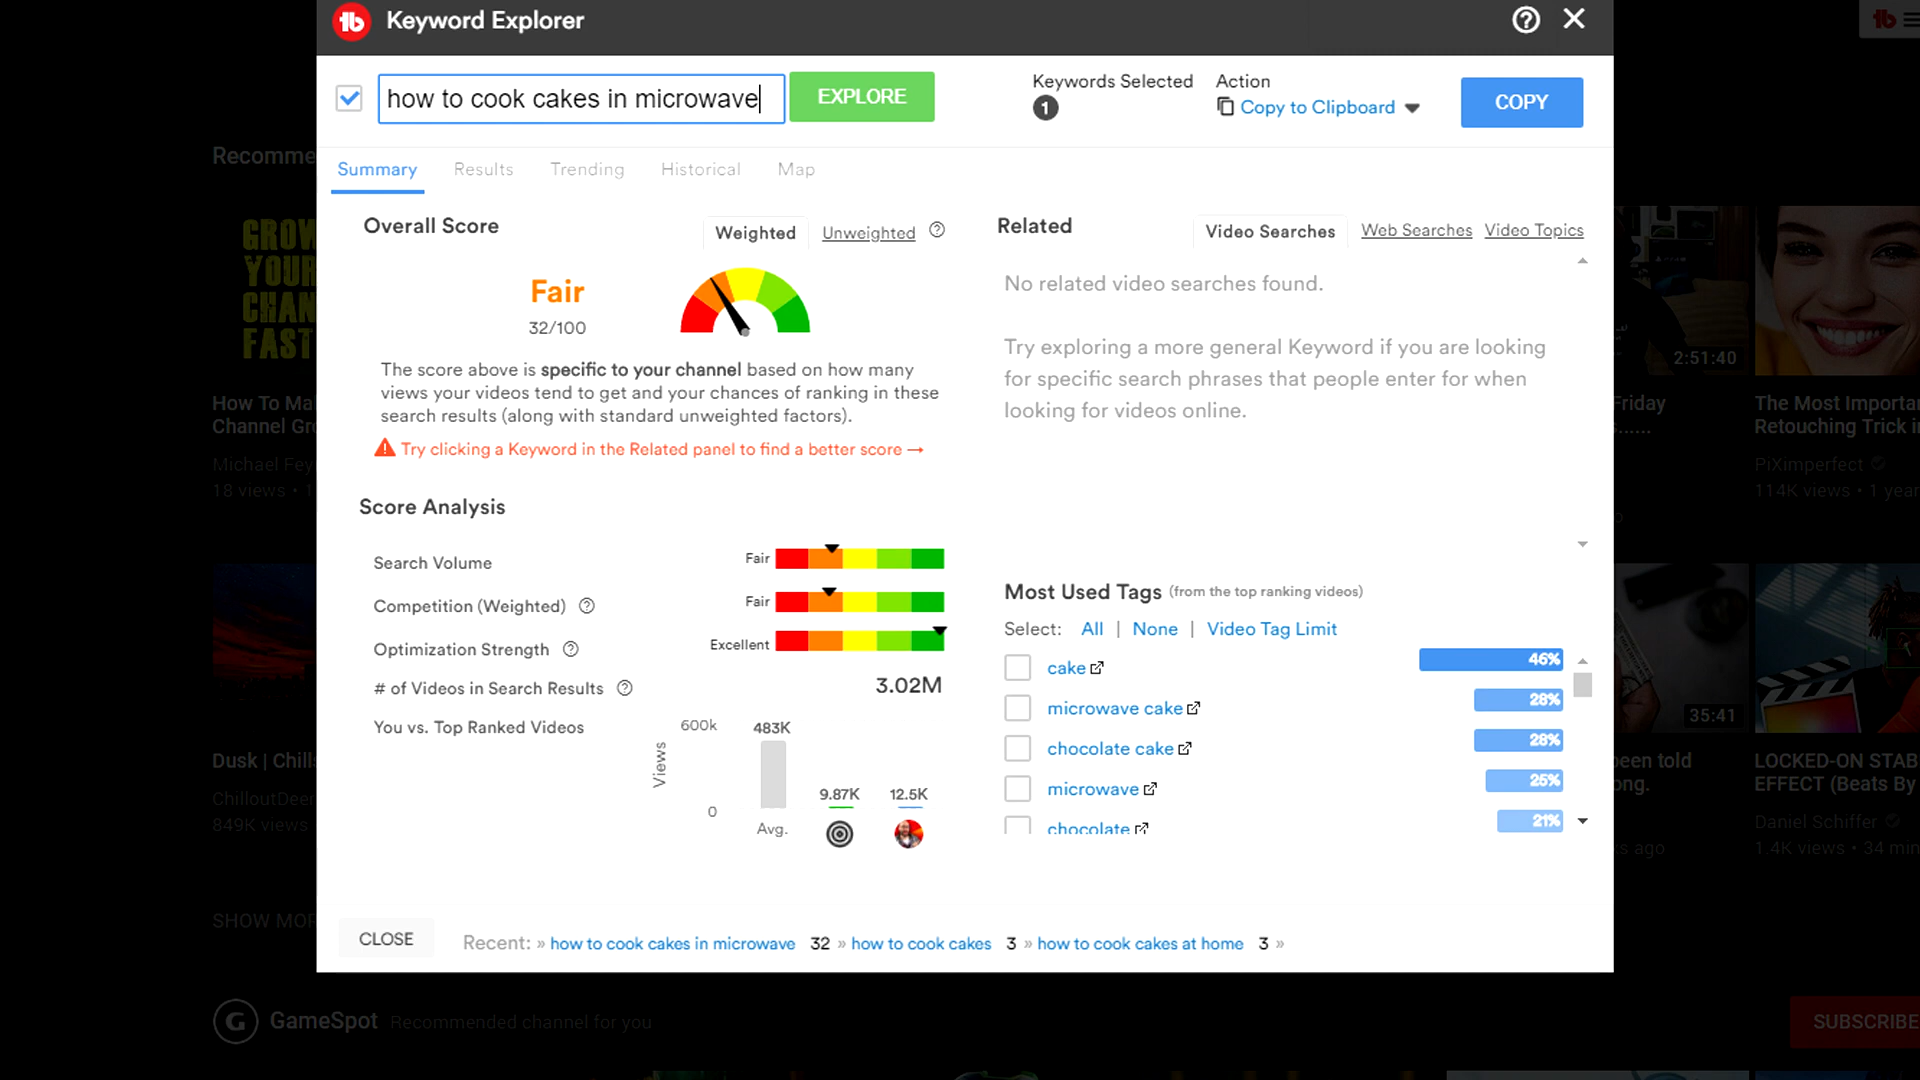 Keyword Explorer
how to cook cakes in microwave
EXPLORE
Keywords Selected
1
Action
Copy to Clipboard
COPY
Summary
Results
Trending
Historical
Map
Overall Score
Weighted
Unweighted
Fair
32/100
The score above is specific to your channel based on how many
views your videos tend to get and your chances of ranking in these
search results (along with standard unweighted factors).
Try clicking a Keyword in the Related panel to find a better score →
Score Analysis
Search Volume
Fair
Competition (Weighted)
Fair
Optimization Strength
Excellent
# of Videos in Search Results
3.02M
You vs. Top Ranked Videos
Views
600k
0
483K
Avg.
9.87K
12.5K
Related
Video Searches
Web Searches
Video Topics
No related video searches found.
Try exploring a more general Keyword if you are looking
for specific search phrases that people enter for when
looking for videos online.
Most Used Tags (from the top ranking videos)
Select: All | None | Video Tag Limit
cake
46%
microwave cake
28%
chocolate cake
28%
microwave
25%
chocolate
21%
CLOSE
Recent: » how to cook cakes in microwave 32 » how to cook cakes 3 » how to cook cakes at home 3 »
Recomme
GROW
YOUR
CHAN
FAST
How To Ma
Channel Gr
Michael Fey
18 views • 1
2:51:40
Friday
The Most Importa
Retouching Trick i
PiXimperfect
114K views • 1 year
Dusk | Chill
ChilloutDeer
849K views
35:41
been told
ong.
ks ago
LOCKED-ON STAB
EFFECT (Beats By
Daniel Schiffer
1.4K views • 34 min
SHOW MOR
G
GameSpot Recommended channel for you
SUBSCRIBE